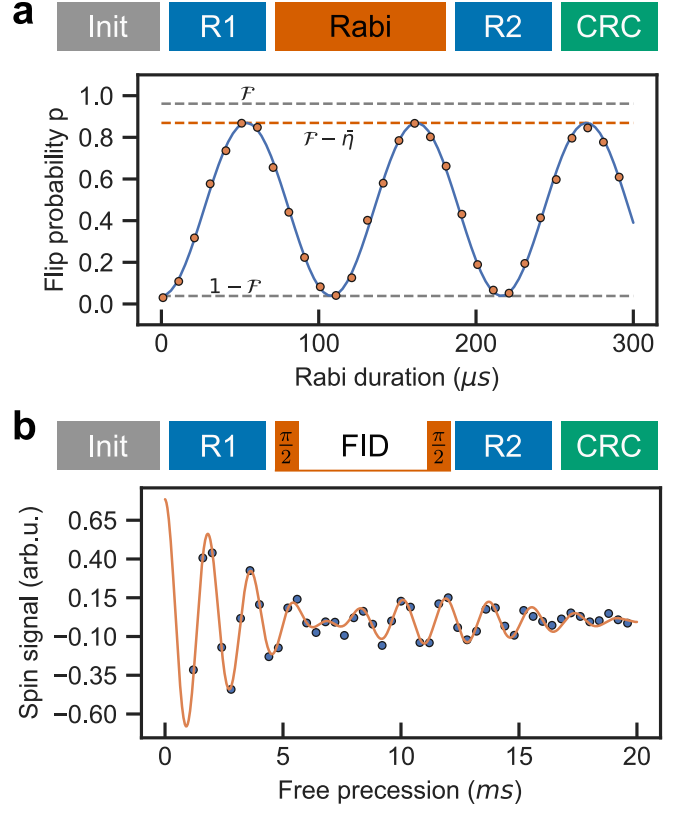 a
Init R1 Rabi R2 CRC
Flip probability p
1.0
0.8
0.6
0.4
0.2
0.0
ℱ
ℱ − η̄
1 − ℱ
0 100 200 300
Rabi duration (μs)
b
Init R1 π/2 FID π/2 R2 CRC
Spin signal (arb.u.)
0.65
0.40
0.15
−0.10
−0.35
−0.60
0 5 10 15 20
Free precession (ms)